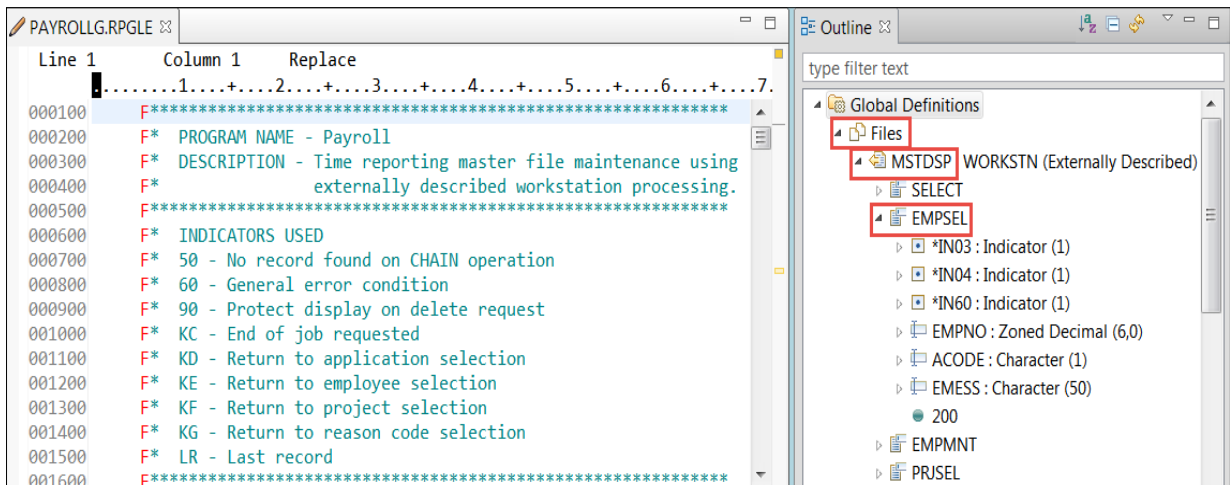 PAYROLLG.RPGLE
Line 1 Column 1 Replace
.........1....+....2....+....3....+....4....+....5....+....6....+....7.
000100 F************************************************************
000200 F* PROGRAM NAME - Payroll
000300 F* DESCRIPTION - Time reporting master file maintenance using
000400 F* externally described workstation processing.
000500 F************************************************************
000600 F* INDICATORS USED
000700 F* 50 - No record found on CHAIN operation
000800 F* 60 - General error condition
000900 F* 90 - Protect display on delete request
001000 F* KC - End of job requested
001100 F* KD - Return to application selection
001200 F* KE - Return to employee selection
001300 F* KF - Return to project selection
001400 F* KG - Return to reason code selection
001500 F* LR - Last record
001600 F************************************************************
Outline
type filter text
Global Definitions
Files
MSTDSP WORKSTN (Externally Described)
SELECT
EMPSEL
*IN03 : Indicator (1)
*IN04 : Indicator (1)
*IN60 : Indicator (1)
EMPNO : Zoned Decimal (6,0)
ACODE : Character (1)
EMESS : Character (50)
200
EMPMNT
PRJSEL